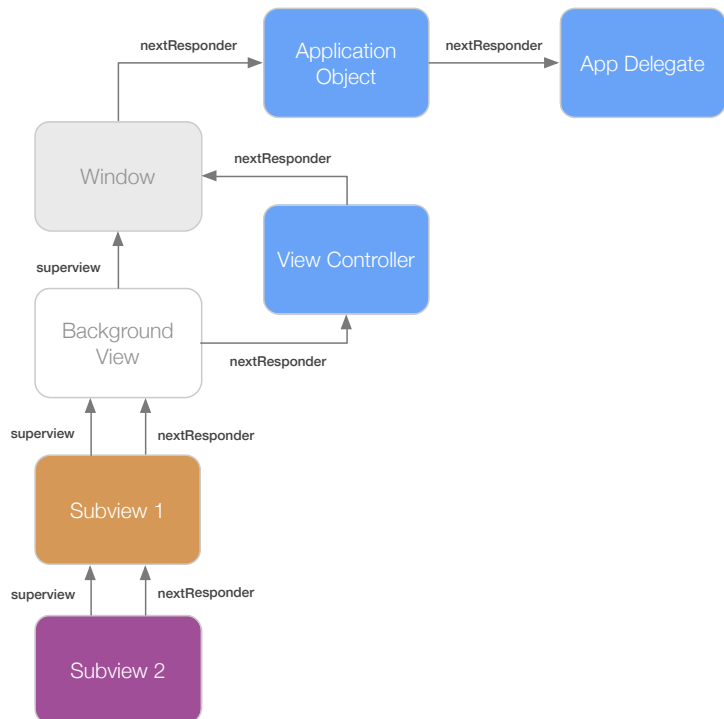 nextResponder
Application
Object
nextResponder
App Delegate
Window
nextResponder
View Controller
superview
Background
View
nextResponder
superview
nextResponder
Subview 1
superview
nextResponder
Subview 2